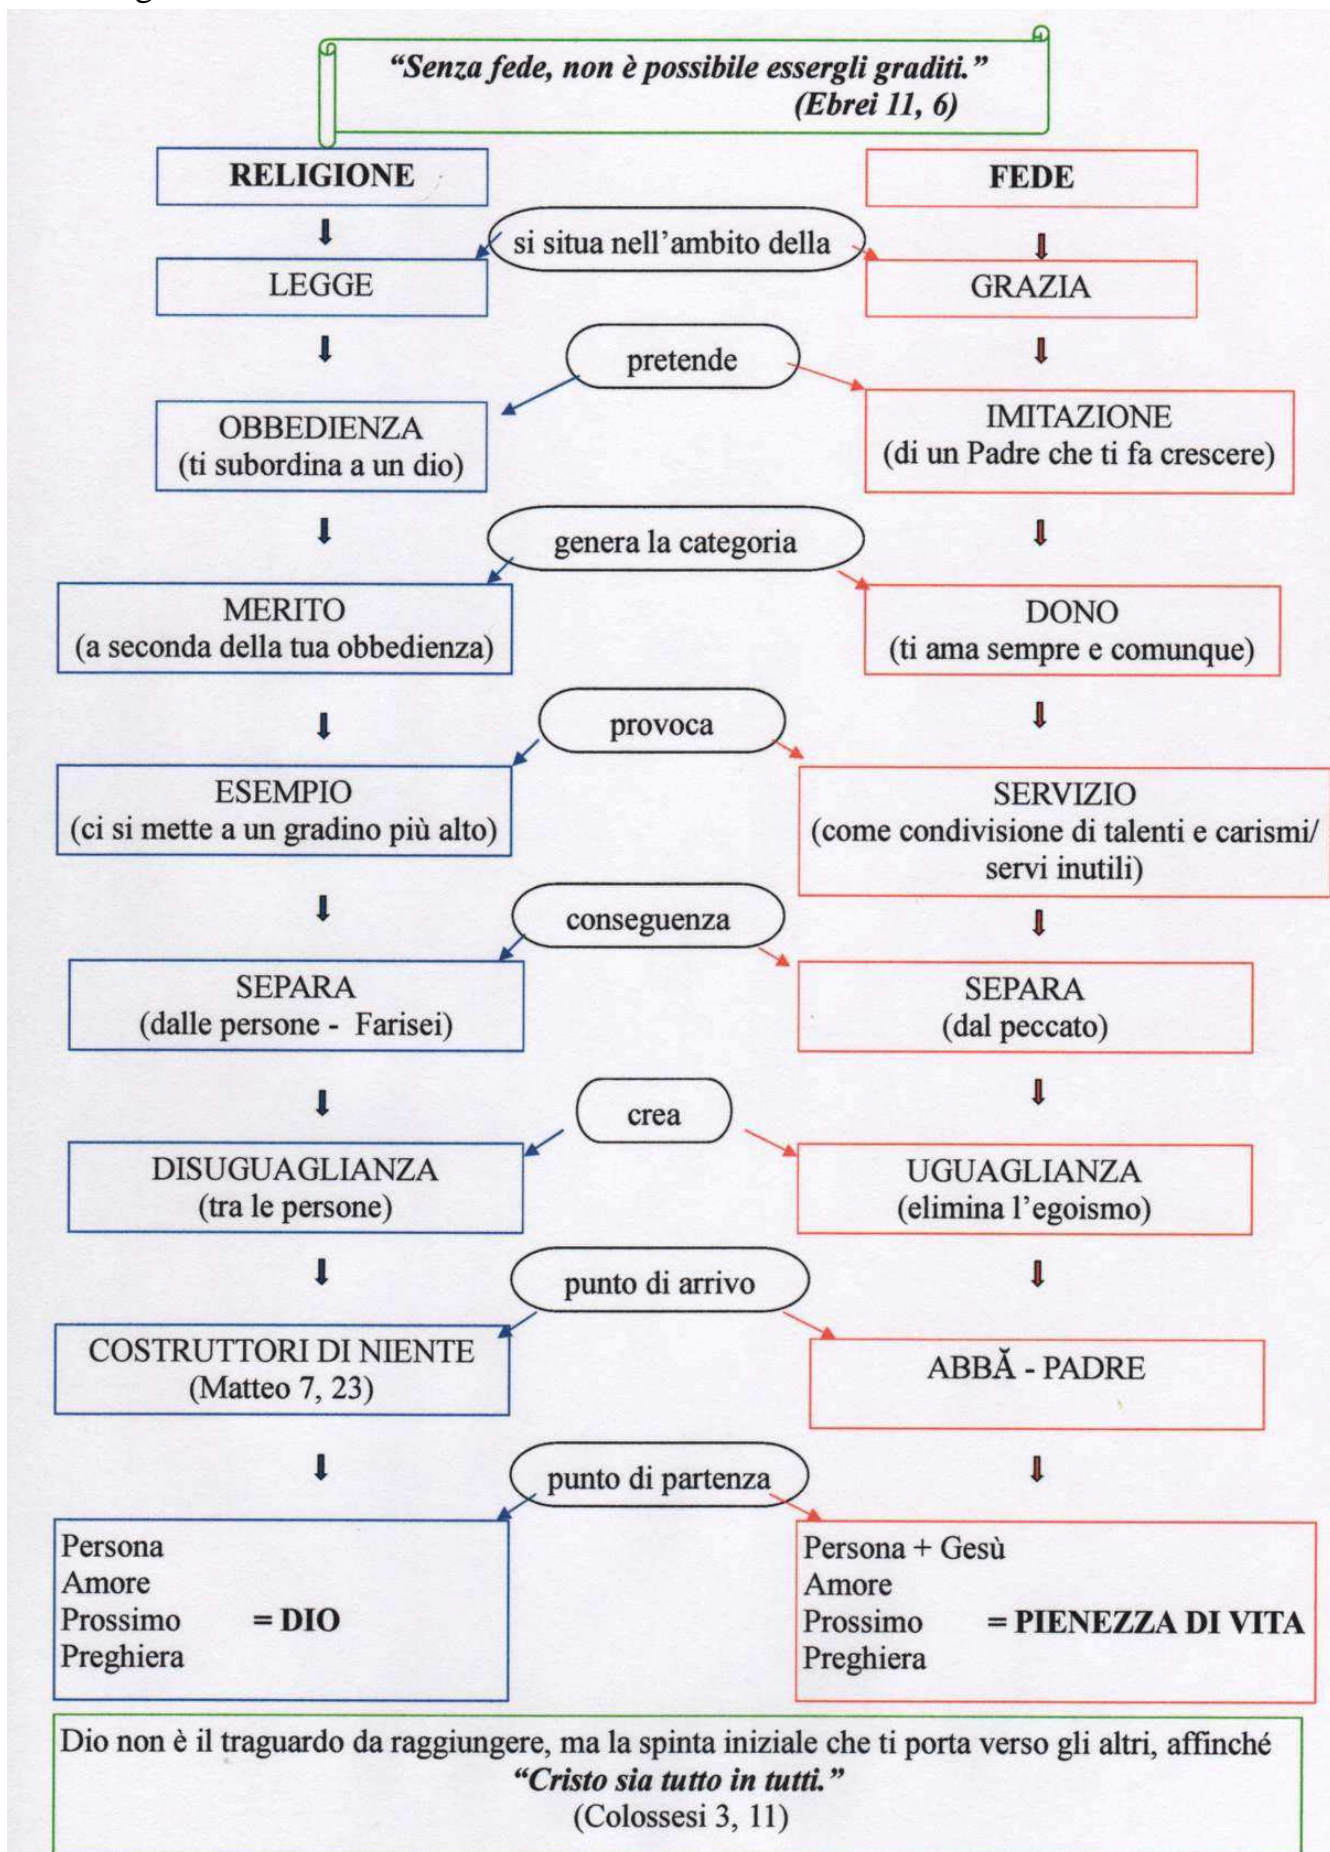 “Senza fede, non è possibile essergli graditi.”
(Ebrei 11, 6)
RELIGIONE
FEDE
si situa nell’ambito della
LEGGE
GRAZIA
pretende
OBBEDIENZA
(ti subordina a un dio)
IMITAZIONE
(di un Padre che ti fa crescere)
genera la categoria
MERITO
(a seconda della tua obbedienza)
DONO
(ti ama sempre e comunque)
provoca
ESEMPIO
(ci si mette a un gradino più alto)
SERVIZIO
(come condivisione di talenti e carismi/
servi inutili)
conseguenza
SEPARA
(dalle persone - Farisei)
SEPARA
(dal peccato)
crea
DISUGUAGLIANZA
(tra le persone)
UGUAGLIANZA
(elimina l’egoismo)
punto di arrivo
COSTRUTTORI DI NIENTE
(Matteo 7, 23)
ABBĂ - PADRE
punto di partenza
Persona
Amore
Prossimo = DIO
Preghiera
Persona + Gesù
Amore
Prossimo = PIENEZZA DI VITA
Preghiera
Dio non è il traguardo da raggiungere, ma la spinta iniziale che ti porta verso gli altri, affinché
“Cristo sia tutto in tutti.”
(Colossesi 3, 11)